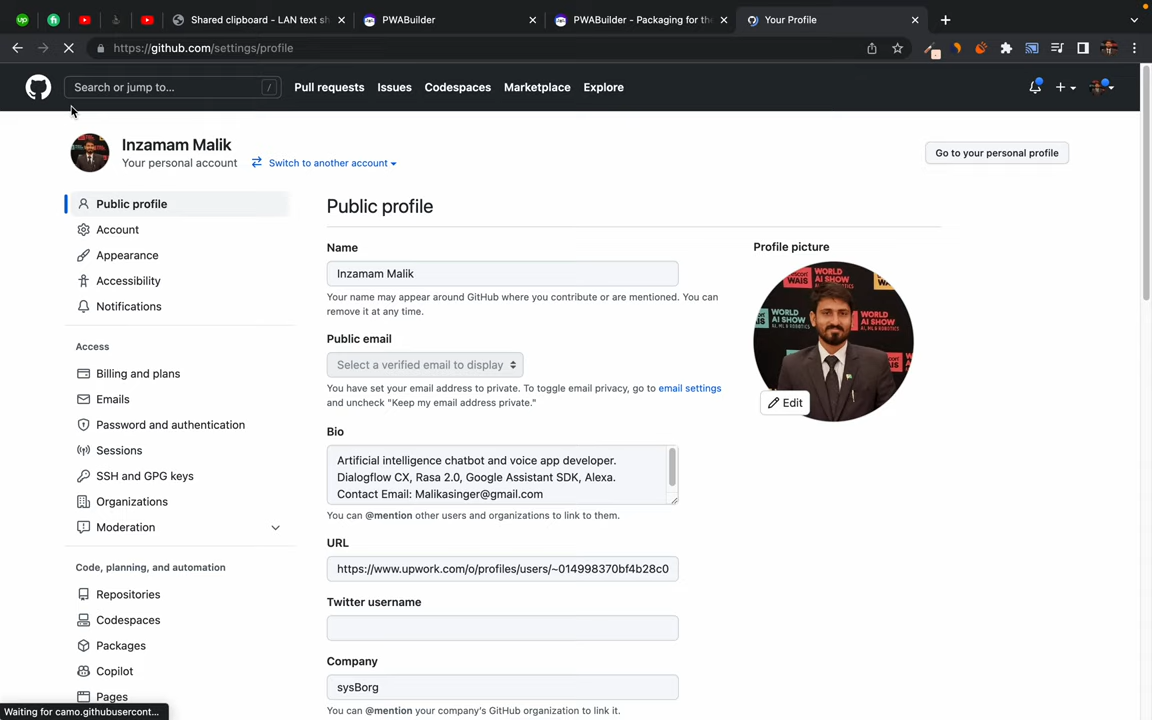 Shared clipboard - LAN text sh
PWABuilder
PWABuilder - Packaging for the
Your Profile
https://github.com/settings/profile
Search or jump to...
/
Pull requests
Issues
Codespaces
Marketplace
Explore
Inzamam Malik
Your personal account
Switch to another account
Go to your personal profile
Public profile
Account
Appearance
Accessibility
Notifications
Access
Billing and plans
Emails
Password and authentication
Sessions
SSH and GPG keys
Organizations
Moderation
Code, planning, and automation
Repositories
Codespaces
Packages
Copilot
Pages
Waiting for camo.githubusercont...
Public profile
Name
Inzamam Malik
Your name may appear around GitHub where you contribute or are mentioned. You can
remove it at any time.
Public email
Select a verified email to display
You have set your email address to private. To toggle email privacy, go to email settings
and uncheck "Keep my email address private."
Bio
Artificial intelligence chatbot and voice app developer.
Dialogflow CX, Rasa 2.0, Google Assistant SDK, Alexa.
Contact Email: Malikasinger@gmail.com
You can @mention other users and organizations to link to them.
URL
https://www.upwork.com/o/profiles/users/~014998370bf4b28c0
Twitter username
Company
sysBorg
You can @mention your company's GitHub organization to link it.
Profile picture
WORLD
AI SHOW
Edit